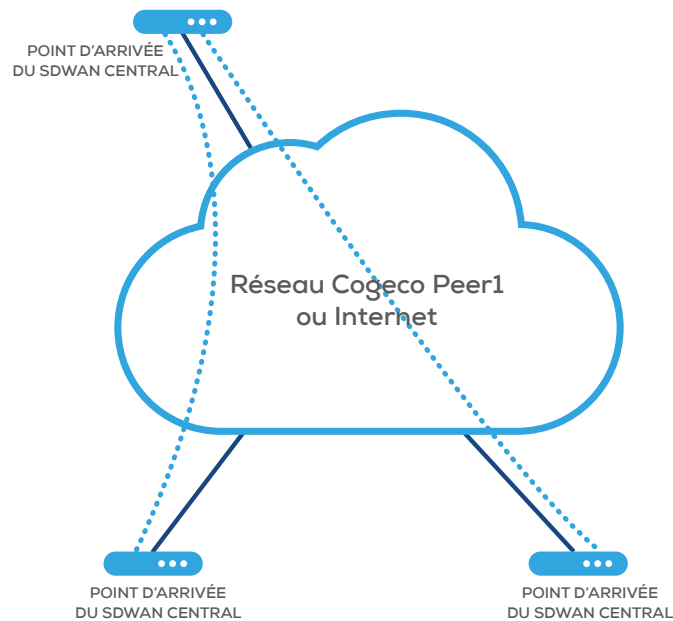 POINT D'ARRIVÉE
DU SDWAN CENTRAL
Réseau Cogeco Peer1
ou Internet
POINT D'ARRIVÉE
DU SDWAN CENTRAL
POINT D'ARRIVÉE
DU SDWAN CENTRAL